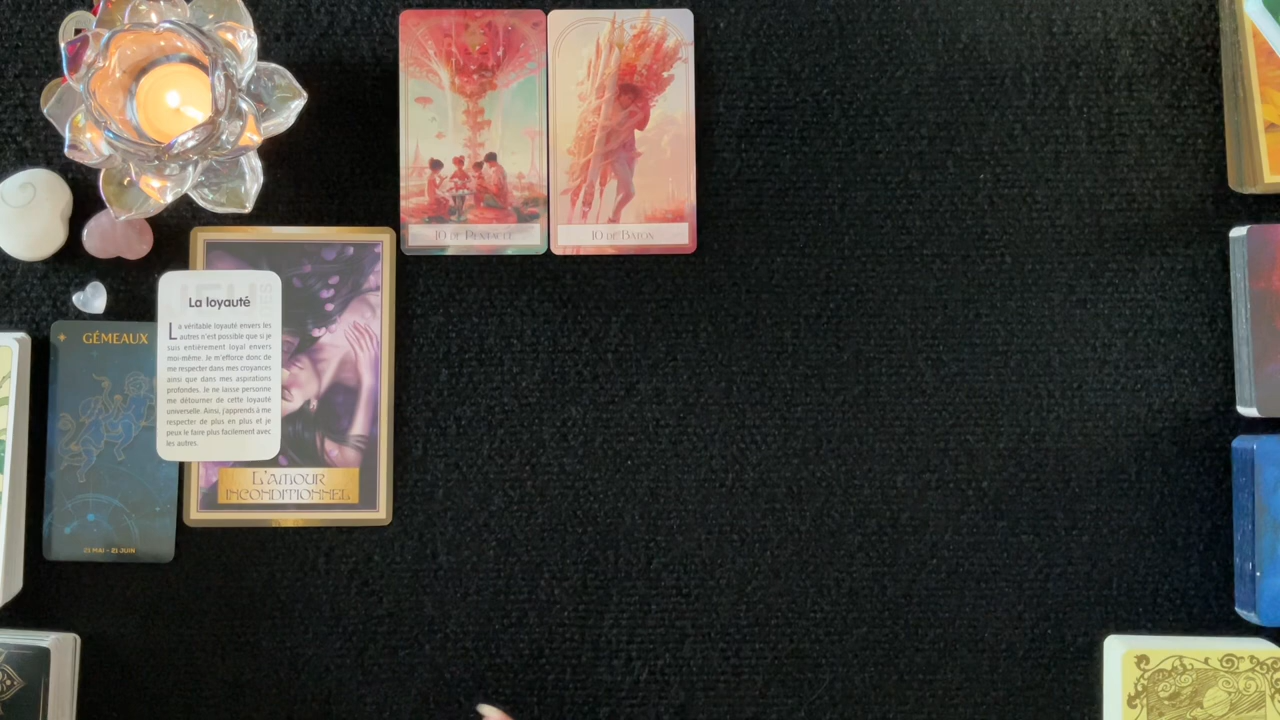 10 de Pentacle
10 de Bâton
La loyauté
La véritable loyauté envers les
autres n'est possible que si je
suis entièrement loyal envers
moi-même. Je m'efforce donc de
me respecter dans mes croyances
ainsi que dans mes aspirations
profondes. Je ne laisse personne
me détourner de cette loyauté
universelle. Ainsi, j'apprends à me
respecter de plus en plus et je
peux le faire plus facilement avec
les autres.
GÉMEAUX
21 MAI - 21 JUIN
L'AMOUR
INCONDITIONNEL